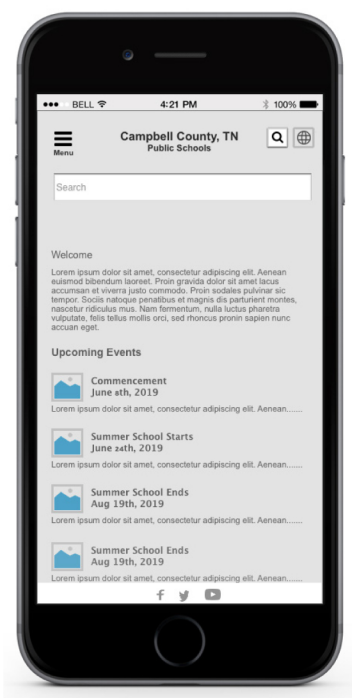 BELL 4:21 PM 100%
Campbell County, TN
Public Schools
Menu
Search
Welcome
Lorem ipsum dolor sit amet, consectetur adipiscing elit. Aenean
euismod bibendum laoreet. Proin gravida dolor sit amet lacus
accumsan et viverra justo commodo. Proin sodales pulvinar sic
tempor. Sociis natoque penatibus et magnis dis parturient montes,
nascetur ridiculus mus. Nam fermentum, nulla luctus pharetra
vulputate, felis tellus mollis orci, sed rhoncus pronin sapien nunc
accuan eget.
Upcoming Events
Commencement
June 8th, 2019
Lorem ipsum dolor sit amet, consectetur adipiscing elit. Aenean.......
Summer School Starts
June 24th, 2019
Lorem ipsum dolor sit amet, consectetur adipiscing elit. Aenean.......
Summer School Ends
Aug 19th, 2019
Lorem ipsum dolor sit amet, consectetur adipiscing elit. Aenean.......
Summer School Ends
Aug 19th, 2019
Lorem ipsum dolor sit amet, consectetur adipiscing elit. Aenean.......